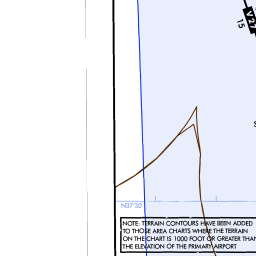 15
N37°30'
NOTE: TERRAIN CONTOURS HAVE BEEN ADDED
TO THOSE AREA CHARTS WHERE THE TERRAIN
ON THE CHART IS 1000 FOOT OR GREATER THAN
THE ELEVATION OF THE PRIMARY AIRPORT